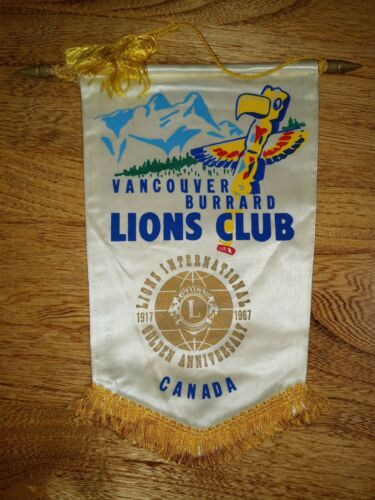 VANCOUVER
BURRARD
LIONS CLUB
LIONS INTERNATIONAL
1917 1967
L
GOLDEN ANNIVERSARY
CANADA